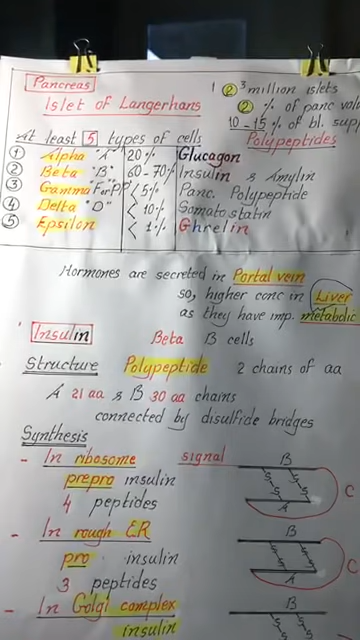 Pancreas
Islet of Langerhans
1 2 3 million islets
2 % of panc volu
10 - 15 % of bl. supp
At least 5 types of cells
Polypeptides
1 Alpha "A" 20 % Glucagon
2 Beta "B" 60 - 70 % Insulin & Amylin
3 Gamma F or PP < 5 % Panc. Polypeptide
4 Delta "D" < 10 % Somatostatin
5 Epsilon < 1 % Ghrelin
Hormones are secreted in Portal vein
so, higher conc in Liver
as they have imp. metabolic
Insulin Beta B cells
Structure Polypeptide 2 chains of aa
A 21 aa & B 30 aa chains
connected by disulfide bridges
Synthesis
- In ribosome signal B
prepro insulin C
4 peptides A
- In rough ER B
pro insulin C
3 peptides A
- In Golgi complex B
insulin